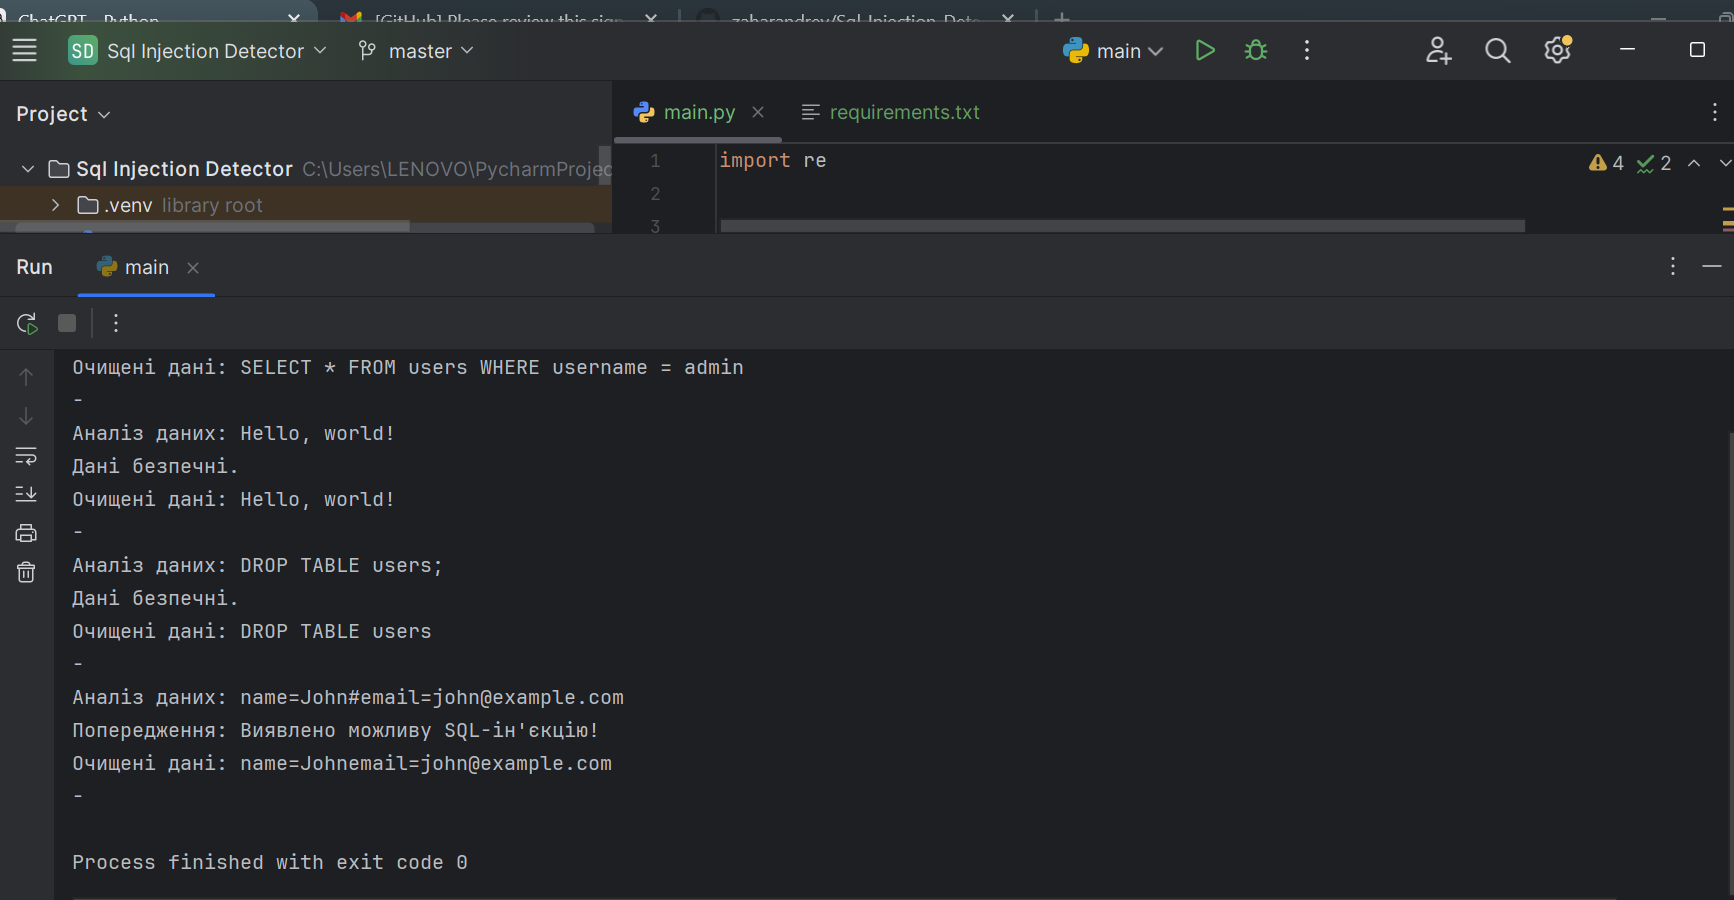 ChatGPT - Python
[GitHub] Please review this sign
zaharandrev/Sql-Injection-Dete
SD Sql Injection Detector master main
Project
main.py requirements.txt
Sql Injection Detector C:\Users\LENOVO\PycharmProjec
.venv library root
1 import re
4 2
2
3
Run main
Очищені дані: SELECT * FROM users WHERE username = admin
-
Аналіз даних: Hello, world!
Дані безпечні.
Очищені дані: Hello, world!
-
Аналіз даних: DROP TABLE users;
Дані безпечні.
Очищені дані: DROP TABLE users
-
Аналіз даних: name=John#email=john@example.com
Попередження: Виявлено можливу SQL-ін'єкцію!
Очищені дані: name=Johnemail=john@example.com
-
Process finished with exit code 0